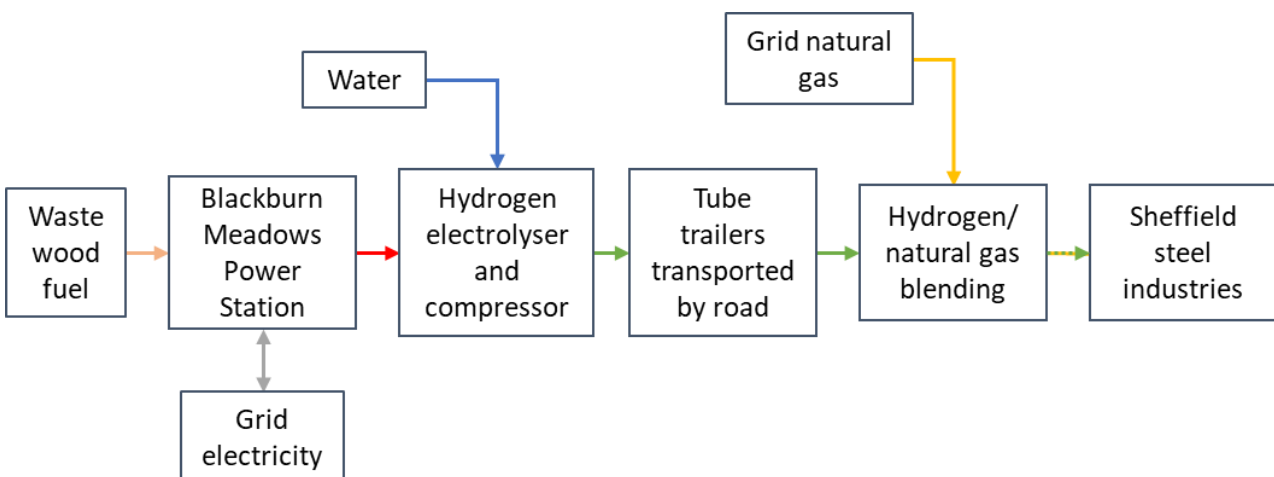 Grid natural
gas
Water
Waste
wood
fuel
Blackburn
Meadows
Power
Station
Hydrogen
electrolyser
and
compressor
Tube
trailers
transported
by road
Hydrogen/
natural gas
blending
Sheffield
steel
industries
Grid
electricity